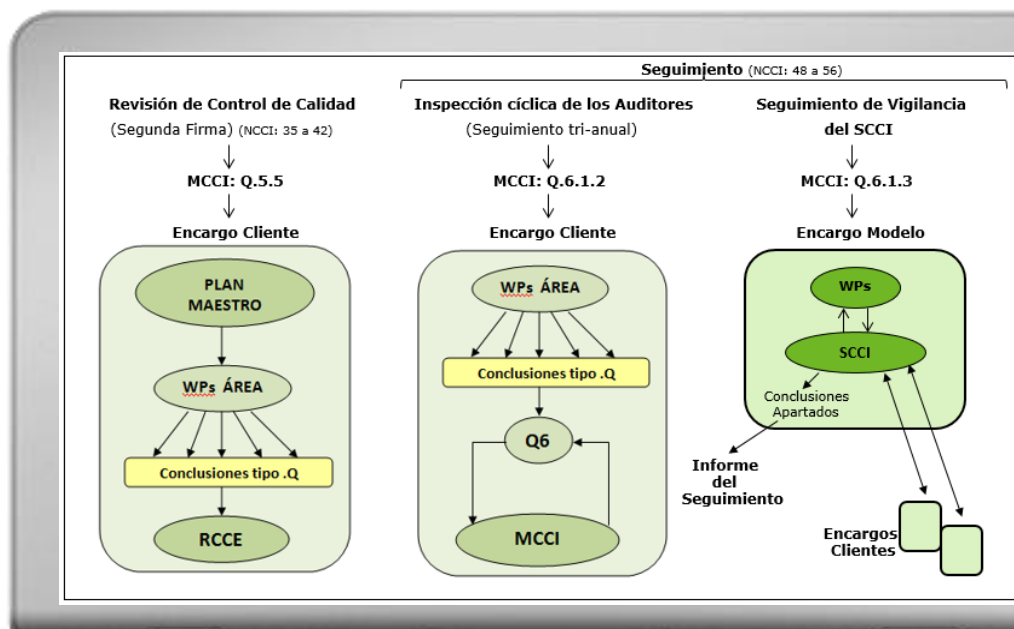 Seguimiento (NCCI: 48 a 56)
Revisión de Control de Calidad
(Segunda Firma) (NCCI: 35 a 42)
MCCI: Q.5.5
Encargo Cliente
PLAN
MAESTRO
WPs ÁREA
Conclusiones tipo .Q
RCCE
Inspección cíclica de los Auditores
(Seguimiento tri-anual)
MCCI: Q.6.1.2
Encargo Cliente
WPs ÁREA
Conclusiones tipo .Q
Q6
MCCI
Seguimiento de Vigilancia
del SCCI
MCCI: Q.6.1.3
Encargo Modelo
WPs
SCCI
Conclusiones
Apartados
Informe
del
Seguimiento
Encargos
Clientes